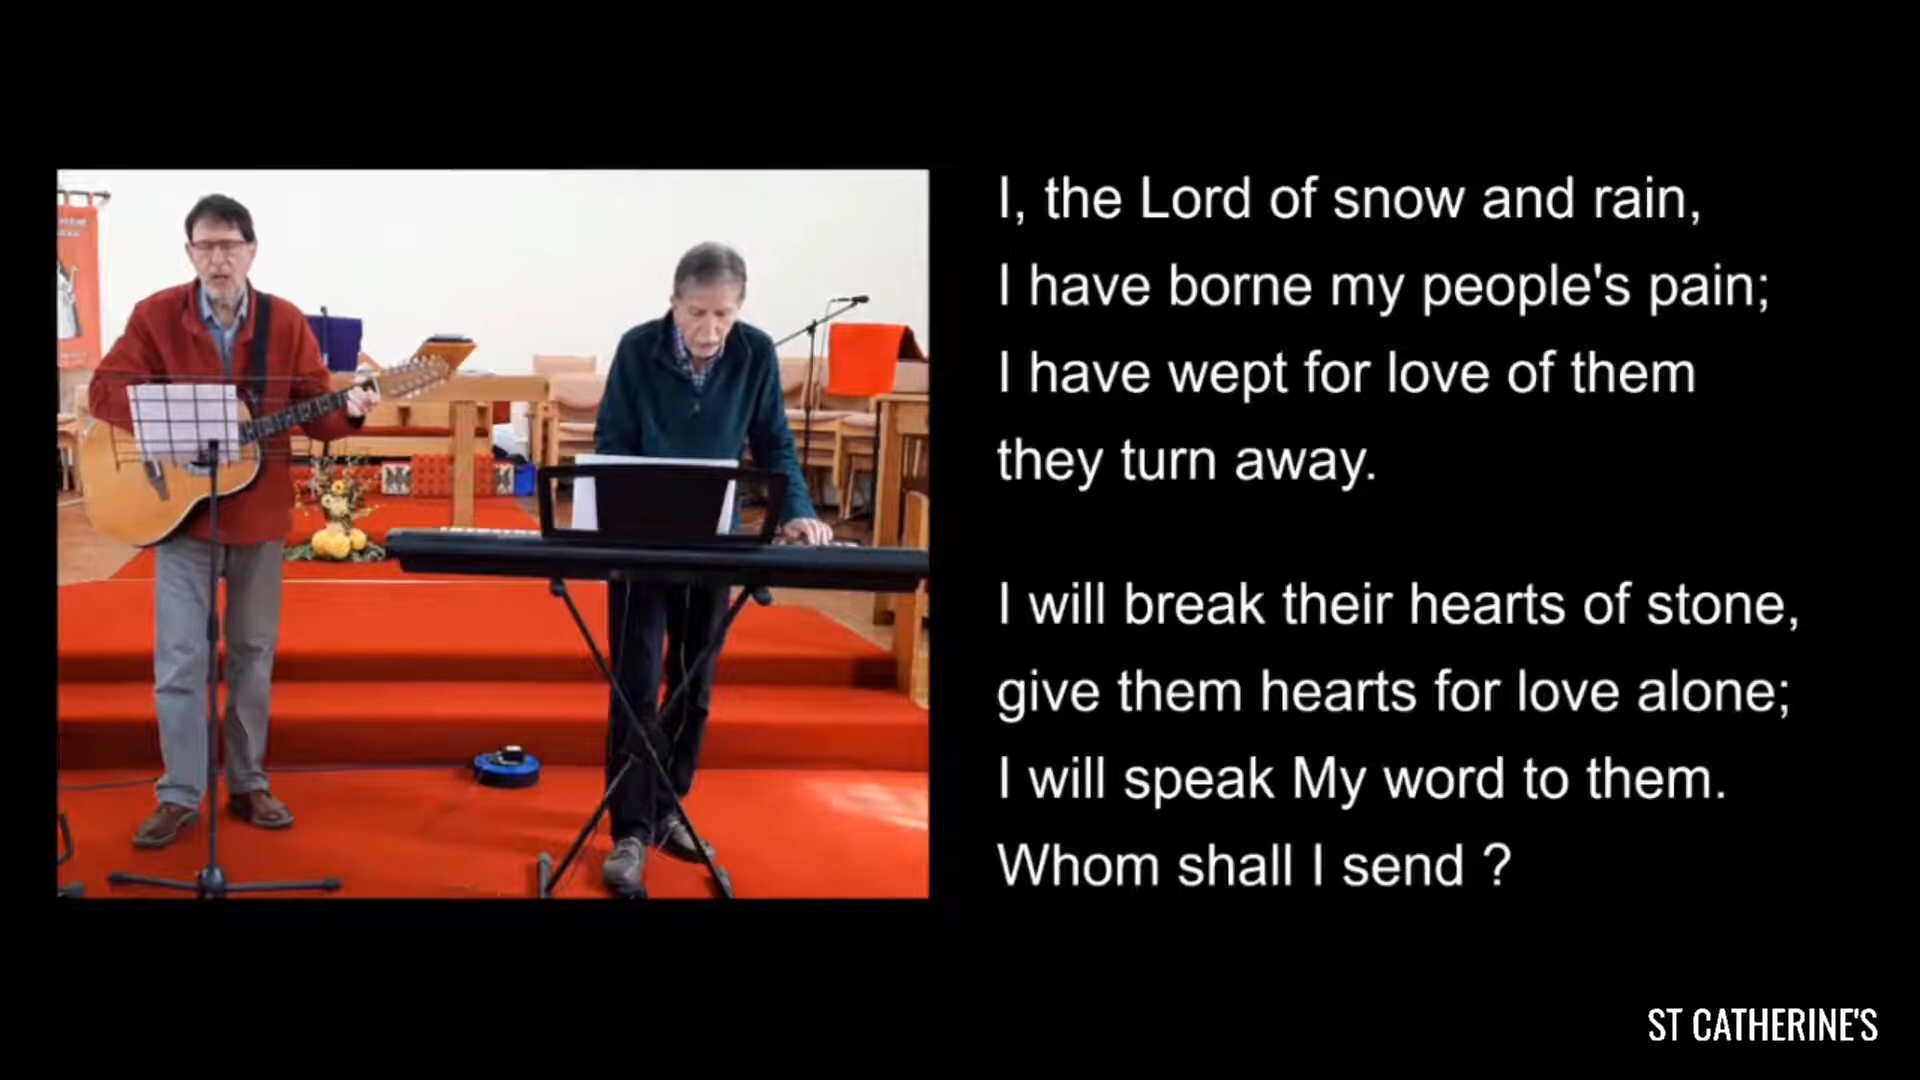 I, the Lord of snow and rain,
I have borne my people's pain;
I have wept for love of them
they turn away.
I will break their hearts of stone,
give them hearts for love alone;
I will speak My word to them.
Whom shall I send ?
ST CATHERINE'S